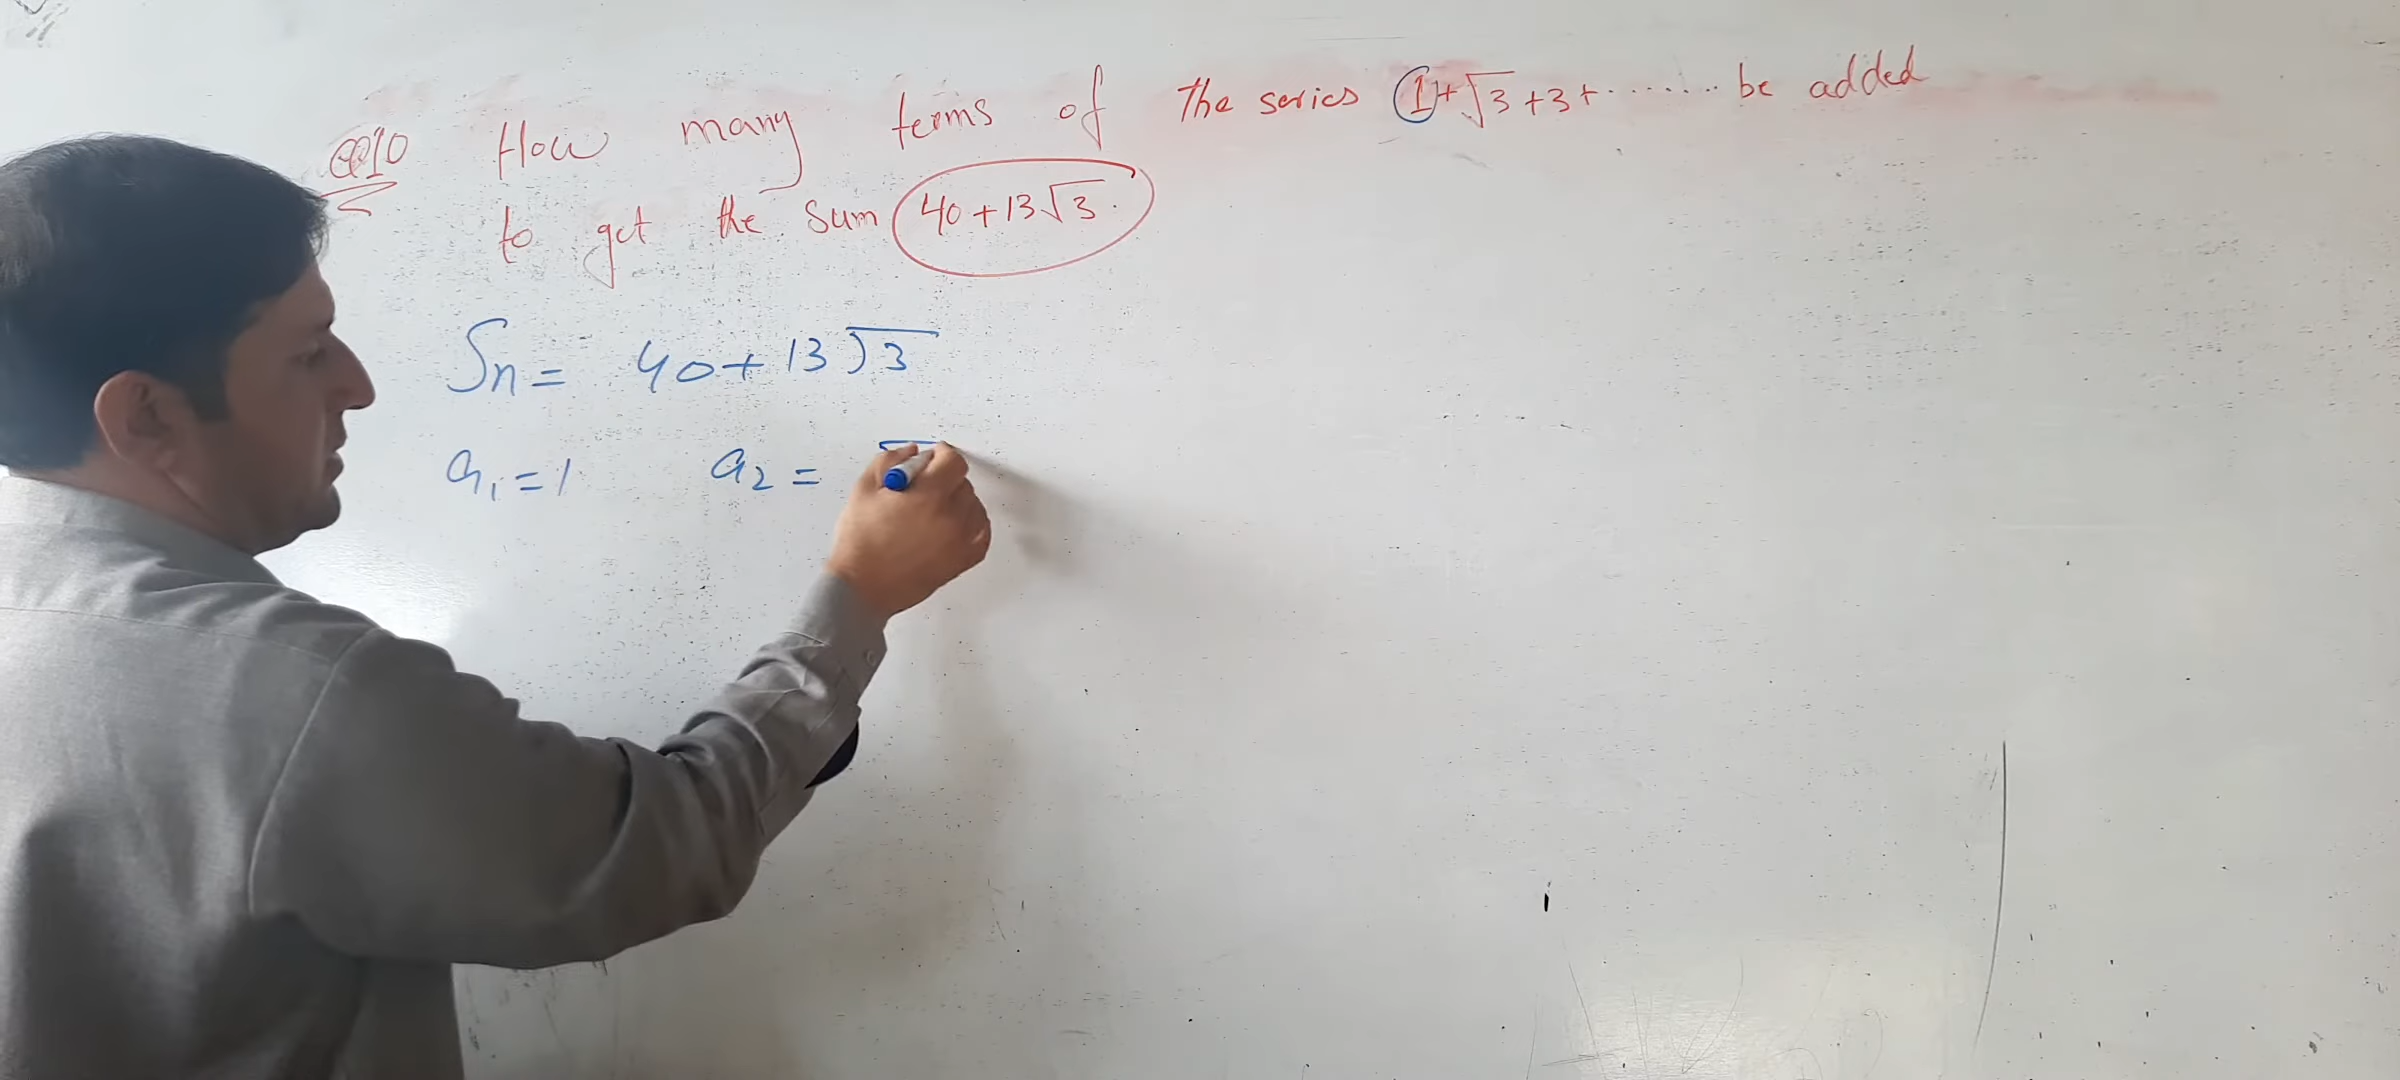 Q10 How many terms of the series 1+√3+3+........ be added
to get the sum 40+13√3.
Sn = 40+13√3
a₁=1 a₂ =